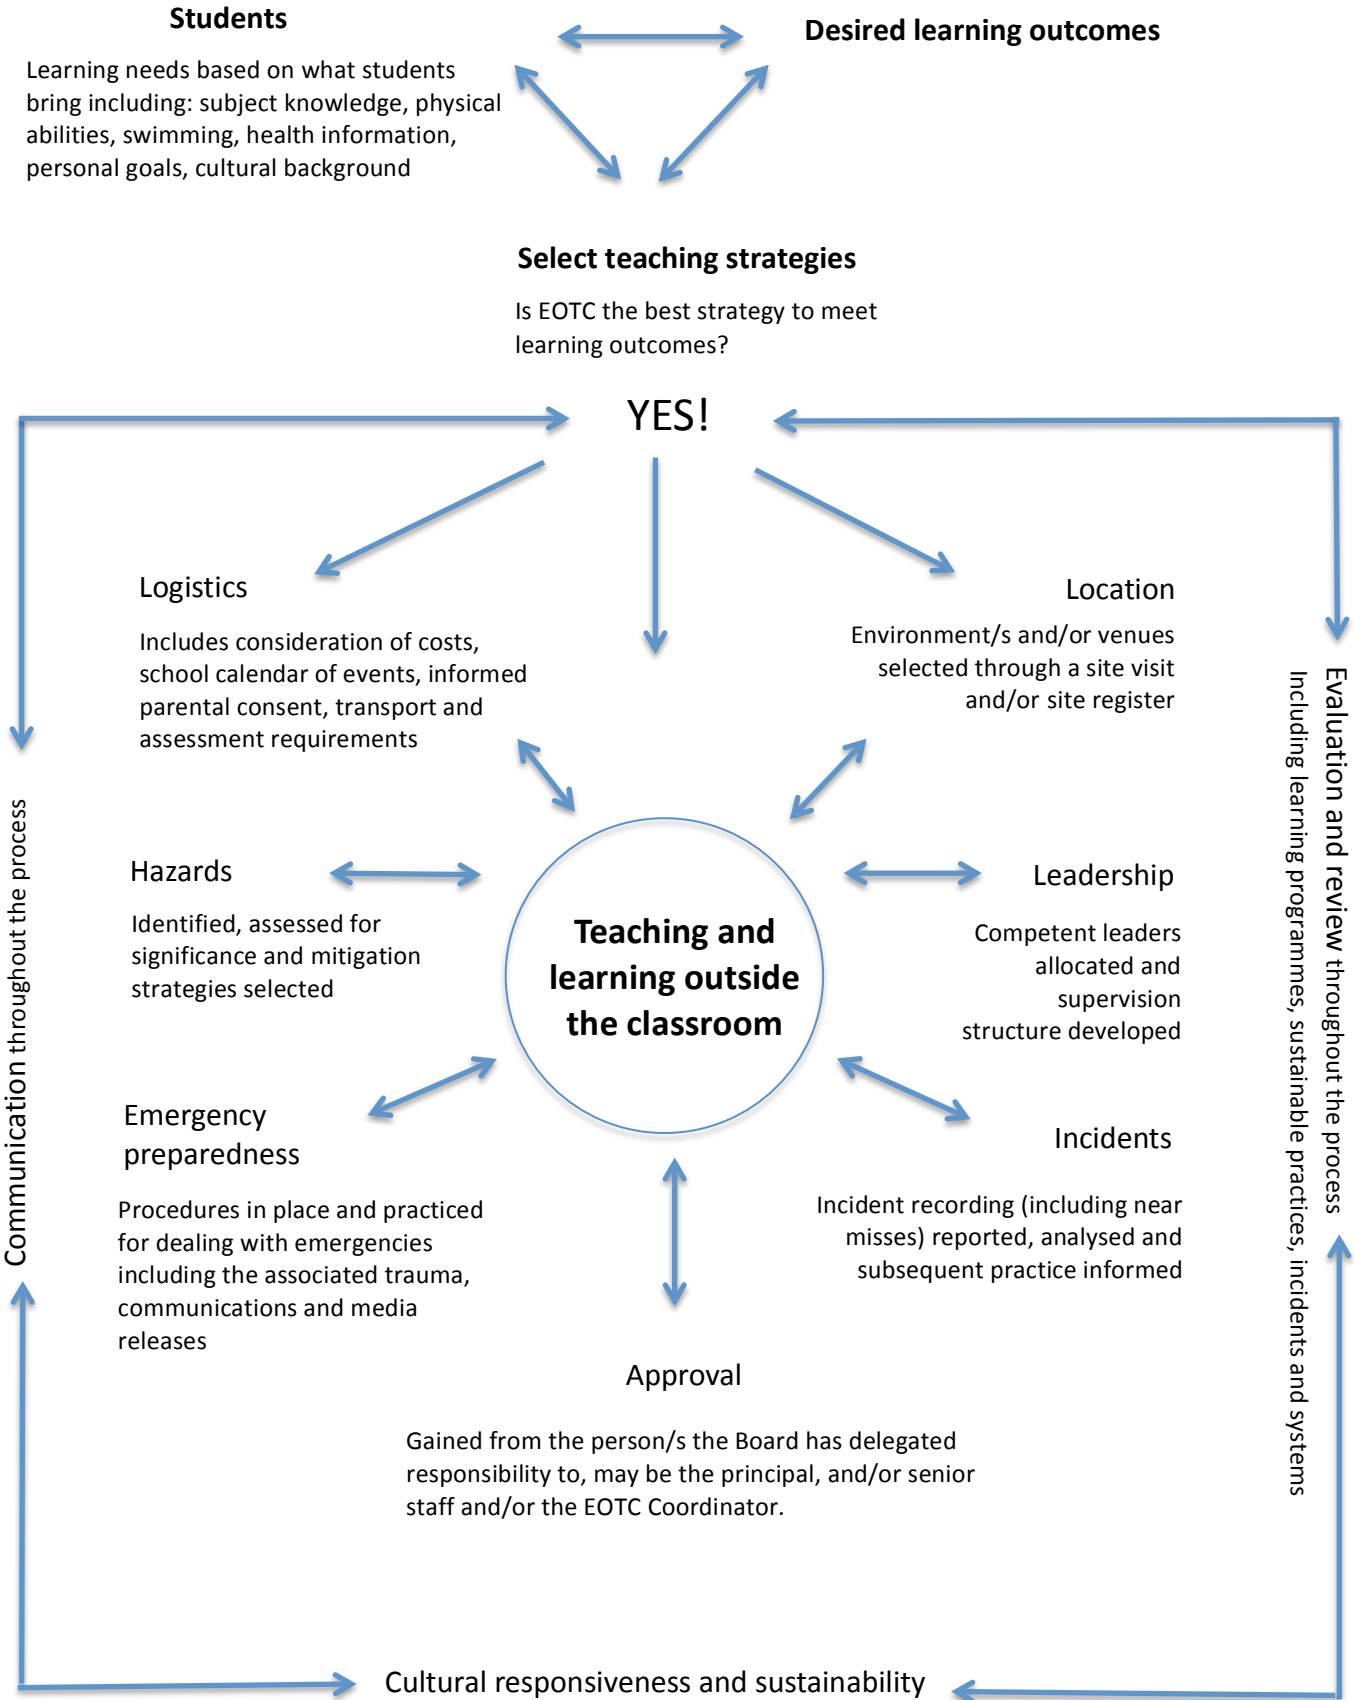 Students
Desired learning outcomes
Learning needs based on what students
bring including: subject knowledge, physical
abilities, swimming, health information,
personal goals, cultural background
Select teaching strategies
Is EOTC the best strategy to meet
learning outcomes?
YES!
Logistics
Includes consideration of costs,
school calendar of events, informed
parental consent, transport and
assessment requirements
Location
Environment/s and/or venues
selected through a site visit
and/or site register
Hazards
Identified, assessed for
significance and mitigation
strategies selected
Teaching and
learning outside
the classroom
Leadership
Competent leaders
allocated and
supervision
structure developed
Emergency
preparedness
Procedures in place and practiced
for dealing with emergencies
including the associated trauma,
communications and media
releases
Incidents
Incident recording (including near
misses) reported, analysed and
subsequent practice informed
Approval
Gained from the person/s the Board has delegated
responsibility to, may be the principal, and/or senior
staff and/or the EOTC Coordinator.
Communication throughout the process
Evaluation and review throughout the process
Including learning programmes, sustainable practices, incidents and systems
Cultural responsiveness and sustainability